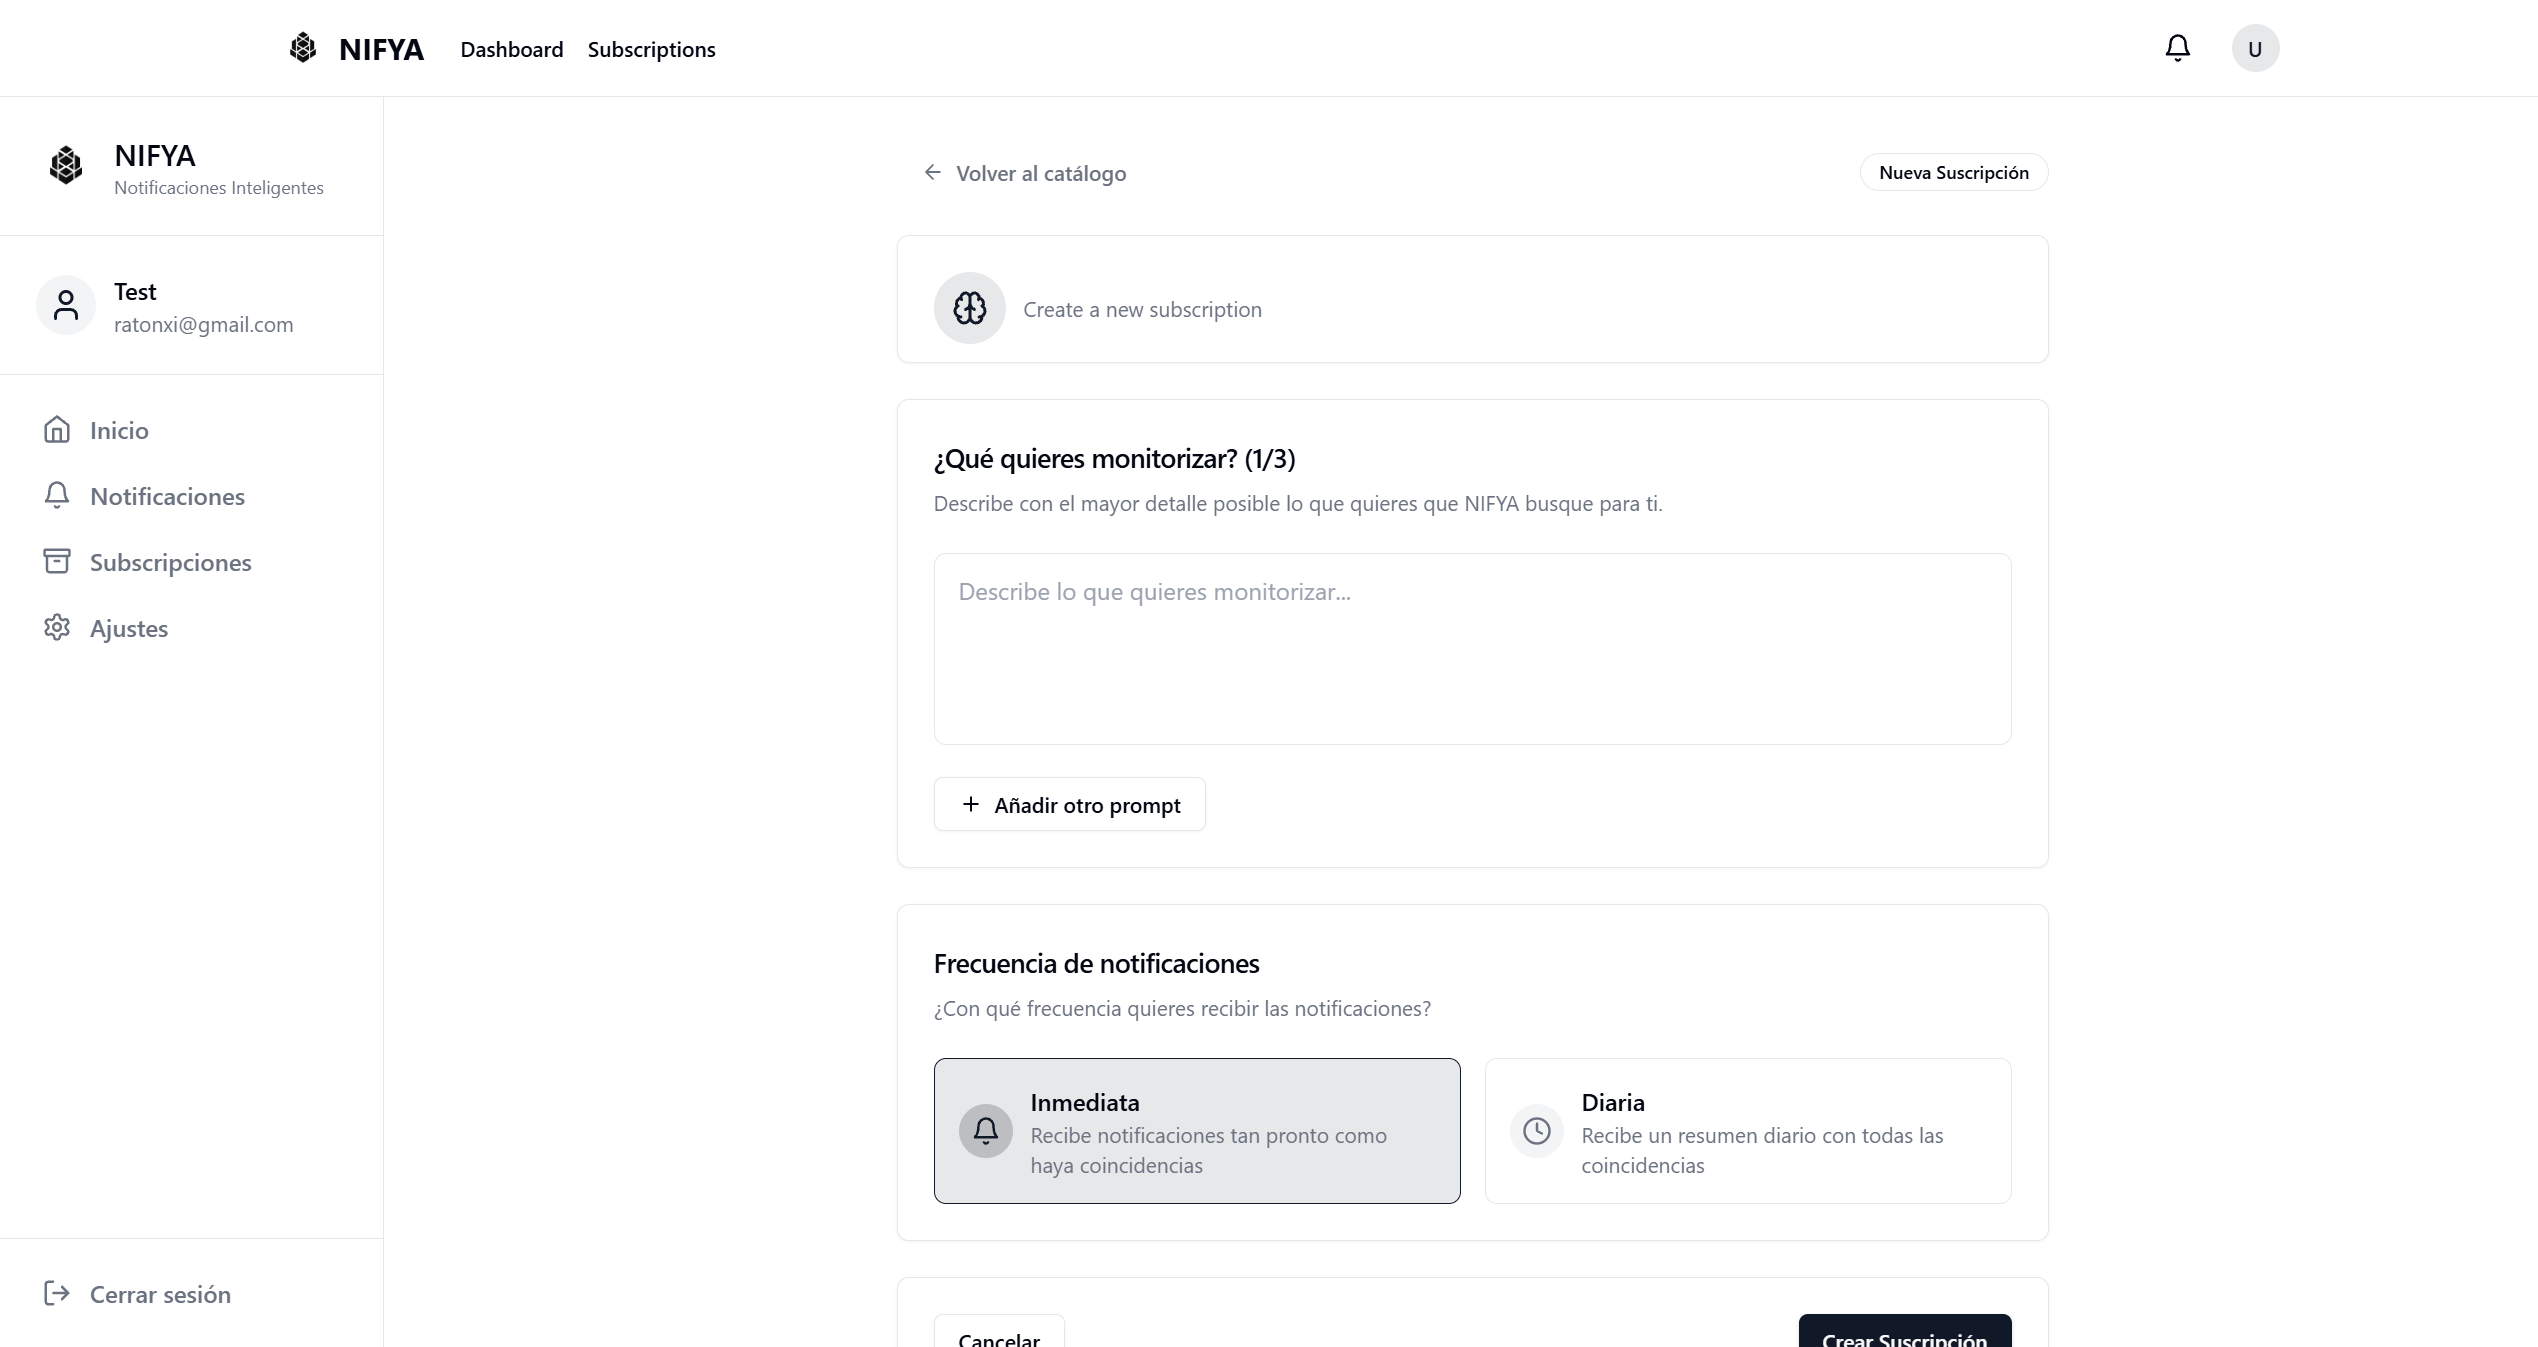 NIFYA
Dashboard
Subscriptions
U
NIFYA
Notificaciones Inteligentes
Test
ratonxi@gmail.com
Inicio
Notificaciones
Subscripciones
Ajustes
Cerrar sesión
Volver al catálogo
Nueva Suscripción
Create a new subscription
¿Qué quieres monitorizar? (1/3)
Describe con el mayor detalle posible lo que quieres que NIFYA busque para ti.
Describe lo que quieres monitorizar...
Añadir otro prompt
Frecuencia de notificaciones
¿Con qué frecuencia quieres recibir las notificaciones?
Inmediata
Recibe notificaciones tan pronto como
haya coincidencias
Diaria
Recibe un resumen diario con todas las
coincidencias
Cancelar
Crear Suscripción